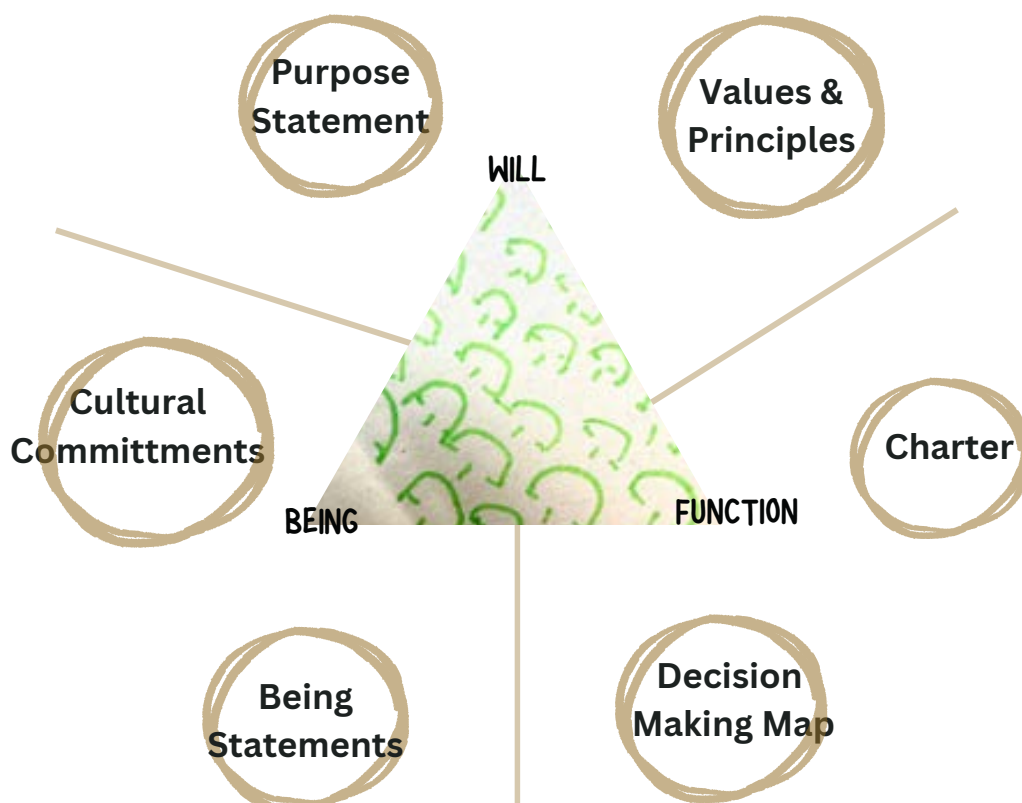 Purpose
Statement
Values &
Principles
WILL
Cultural
Committments
Charter
BEING
FUNCTION
Being
Statements
Decision
Making Map